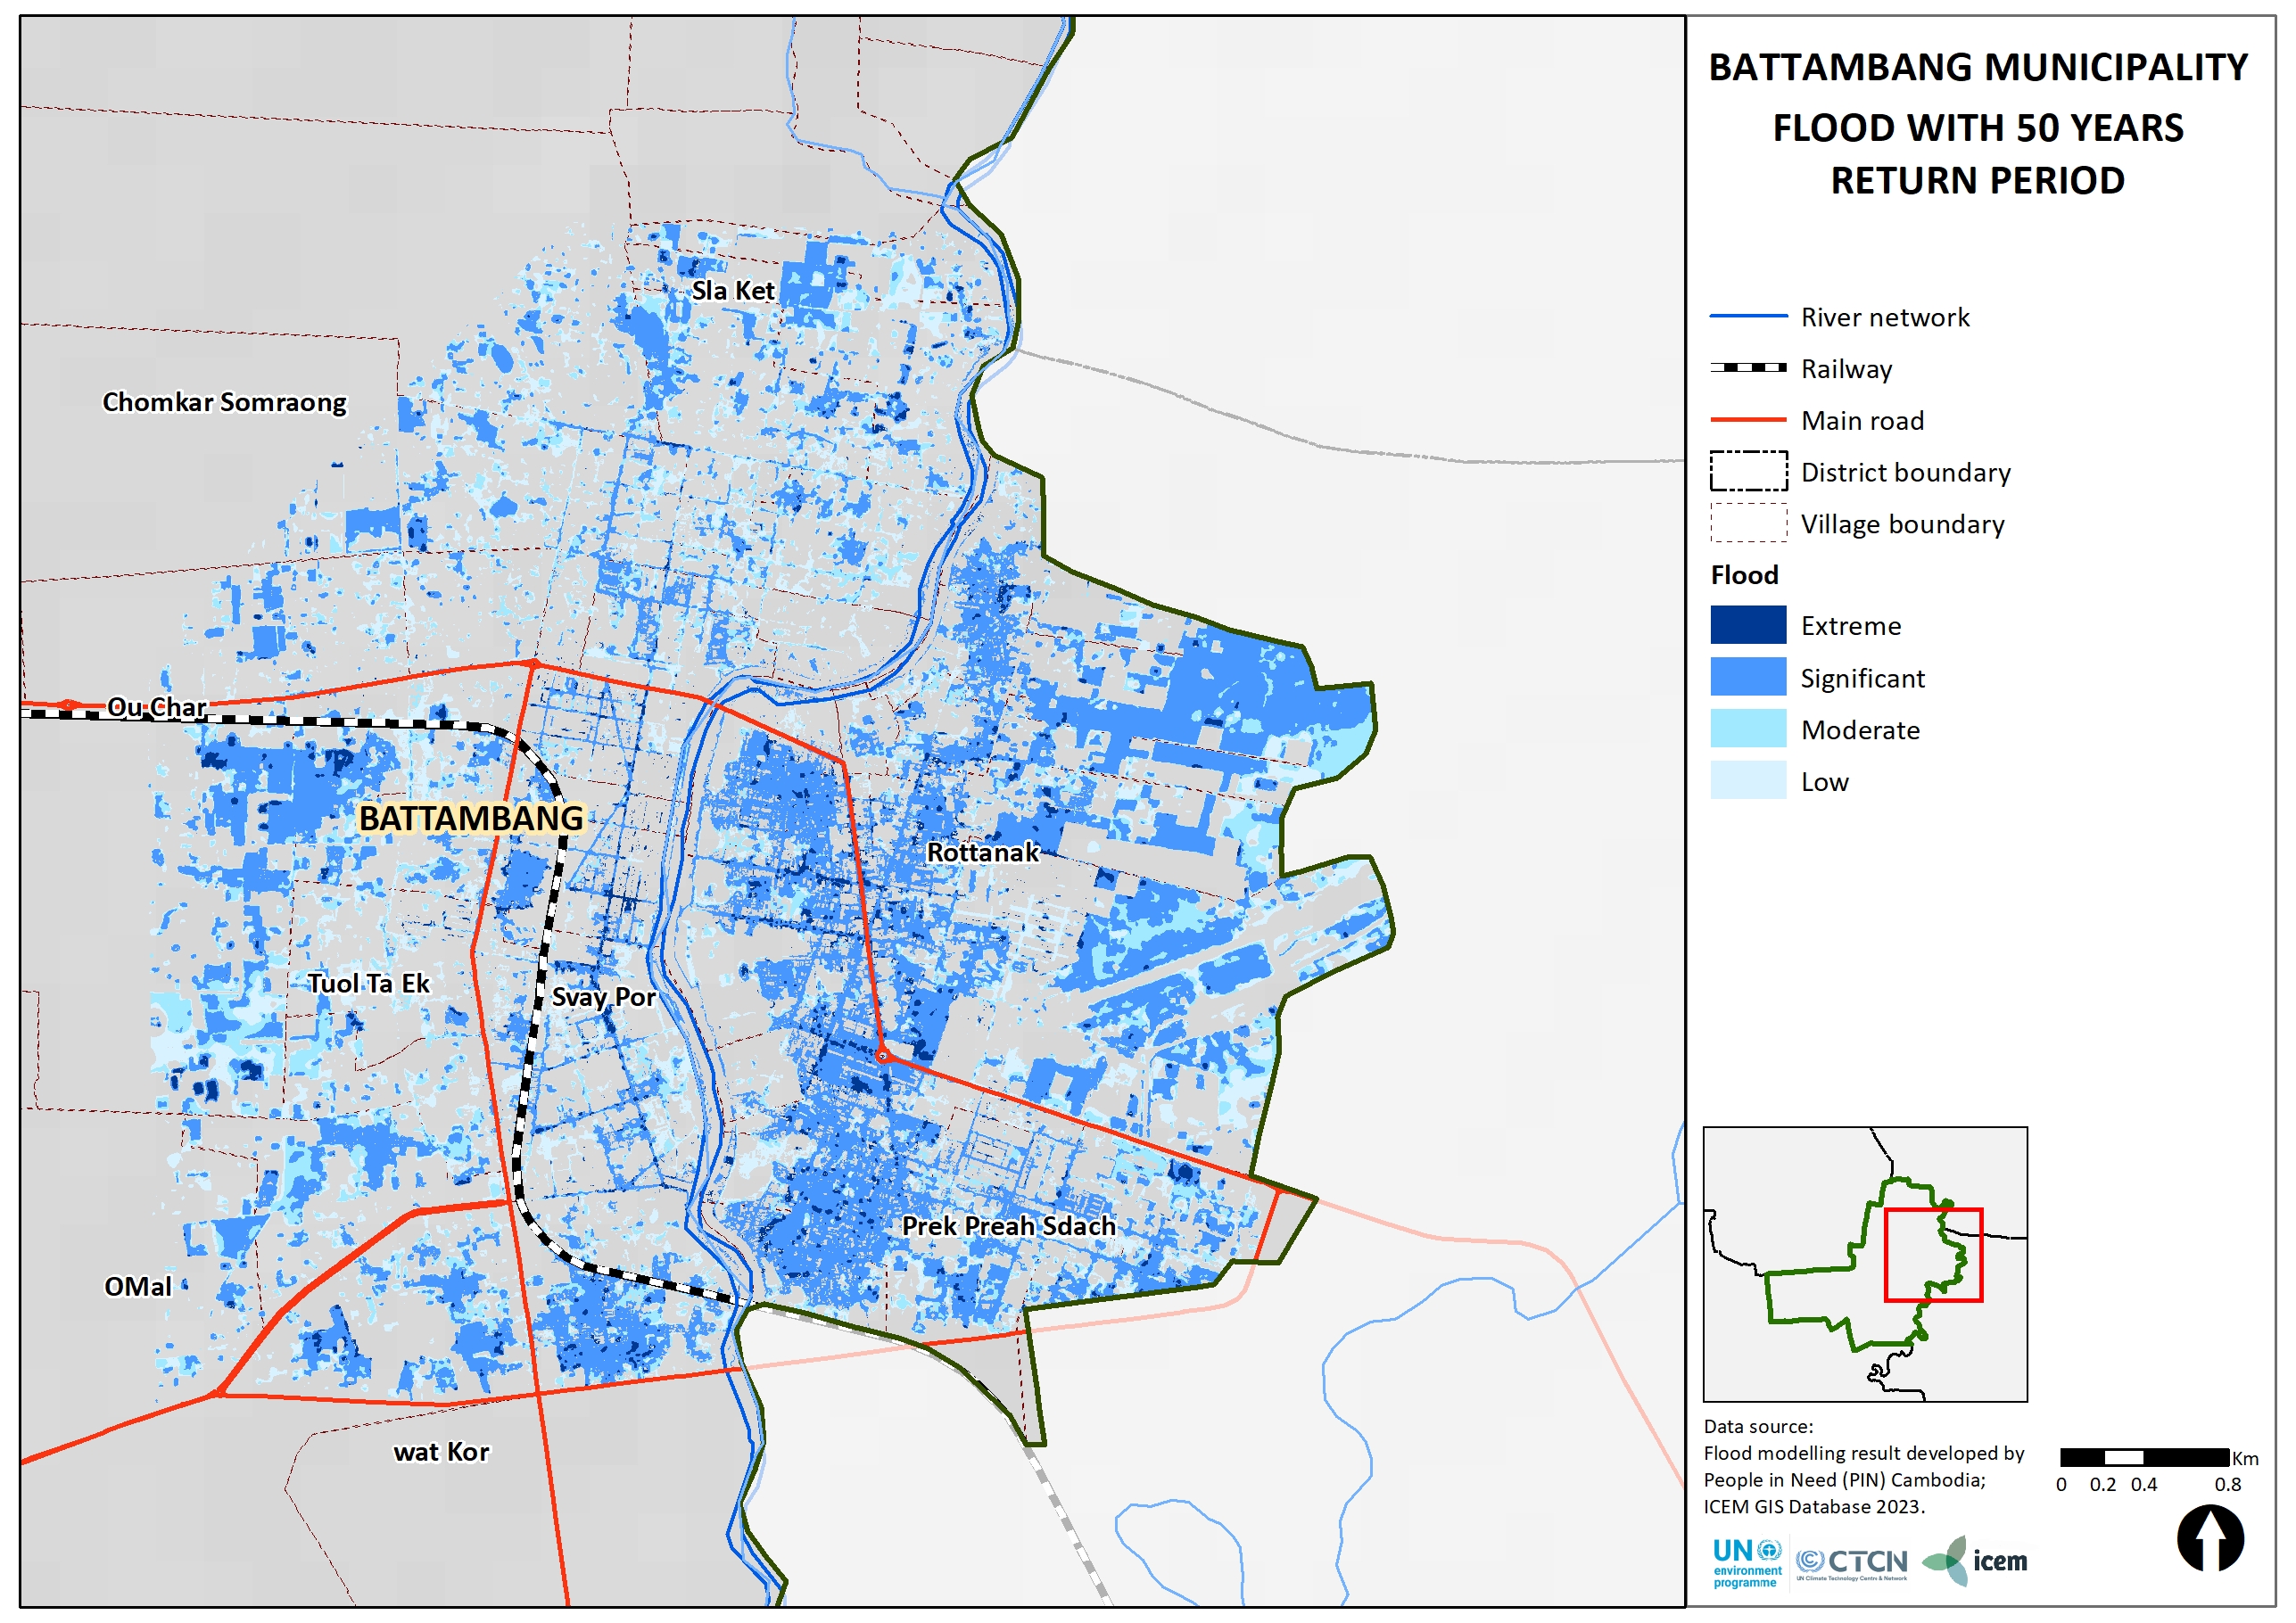 BATTAMBANG MUNICIPALITY
FLOOD WITH 50 YEARS
RETURN PERIOD
River network
Railway
Main road
District boundary
Village boundary
Flood
Extreme
Significant
Moderate
Low
Sla Ket
Chomkar Somraong
Ou Char
BATTAMBANG
Rottanak
Tuol Ta Ek
Svay Por
Prek Preah Sdach
OMal
wat Kor
Data source:
Flood modelling result developed by
People in Need (PIN) Cambodia;
ICEM GIS Database 2023.
Km
0 0.2 0.4 0.8
UN
environment
programme
CTCN
UN Climate Technology Centre & Network
icem